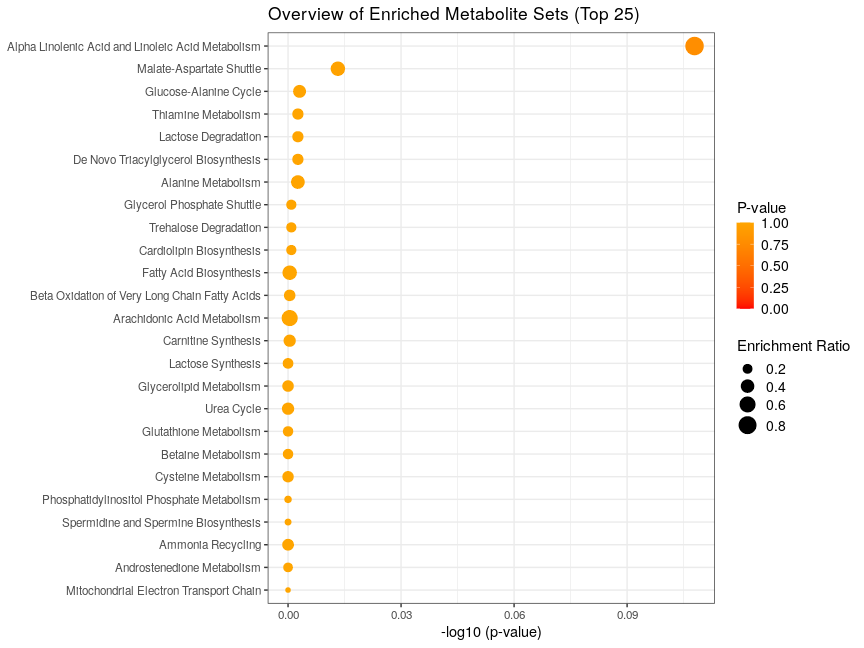 Overview of Enriched Metabolite Sets (Top 25)
Alpha Linolenic Acid and Linoleic Acid Metabolism
Malate-Aspartate Shuttle
Glucose-Alanine Cycle
Thiamine Metabolism
Lactose Degradation
De Novo Triacylglycerol Biosynthesis
Alanine Metabolism
Glycerol Phosphate Shuttle
Trehalose Degradation
Cardiolipin Biosynthesis
Fatty Acid Biosynthesis
Beta Oxidation of Very Long Chain Fatty Acids
Arachidonic Acid Metabolism
Carnitine Synthesis
Lactose Synthesis
Glycerolipid Metabolism
Urea Cycle
Glutathione Metabolism
Betaine Metabolism
Cysteine Metabolism
Phosphatidylinositol Phosphate Metabolism
Spermidine and Spermine Biosynthesis
Ammonia Recycling
Androstenedione Metabolism
Mitochondrial Electron Transport Chain
0.00 0.03 0.06 0.09
-log10 (p-value)
P-value
1.00
0.75
0.50
0.25
0.00
Enrichment Ratio
0.2
0.4
0.6
0.8